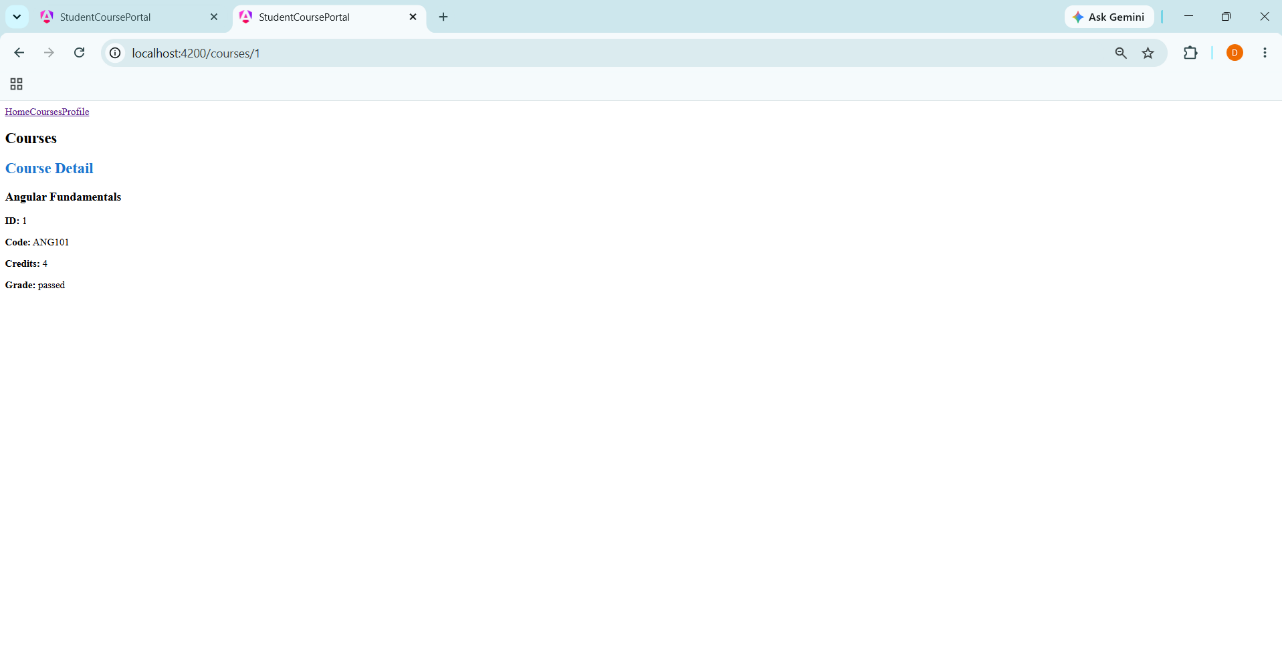 StudentCoursePortal
StudentCoursePortal
Ask Gemini
localhost:4200/courses/1
D
HomeCoursesProfile
Courses
Course Detail
Angular Fundamentals
ID: 1
Code: ANG101
Credits: 4
Grade: passed